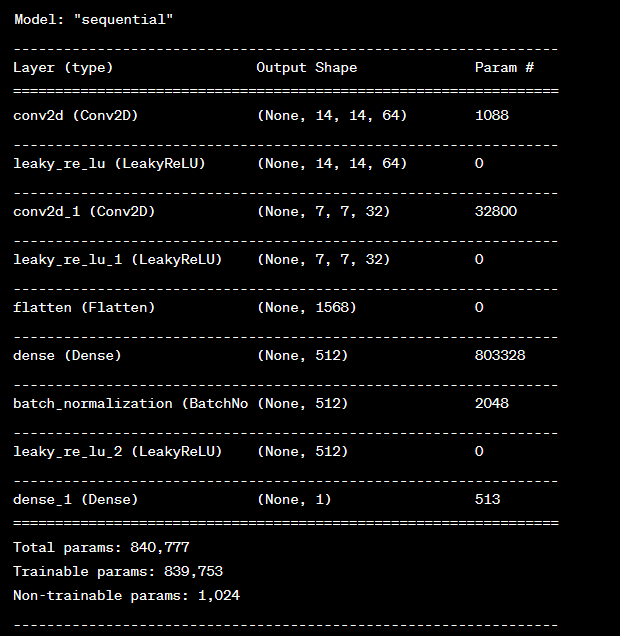 Model: "sequential"
_________________________________________________________________
Layer (type)                 Output Shape              Param #
=================================================================
conv2d (Conv2D)              (None, 14, 14, 64)        1088
_________________________________________________________________
leaky_re_lu (LeakyReLU)      (None, 14, 14, 64)        0
_________________________________________________________________
conv2d_1 (Conv2D)            (None, 7, 7, 32)          32800
_________________________________________________________________
leaky_re_lu_1 (LeakyReLU)    (None, 7, 7, 32)          0
_________________________________________________________________
flatten (Flatten)            (None, 1568)              0
_________________________________________________________________
dense (Dense)                (None, 512)               803328
_________________________________________________________________
batch_normalization (BatchNo (None, 512)               2048
_________________________________________________________________
leaky_re_lu_2 (LeakyReLU)    (None, 512)               0
_________________________________________________________________
dense_1 (Dense)              (None, 1)                 513
=================================================================
Total params: 840,777
Trainable params: 839,753
Non-trainable params: 1,024
_________________________________________________________________